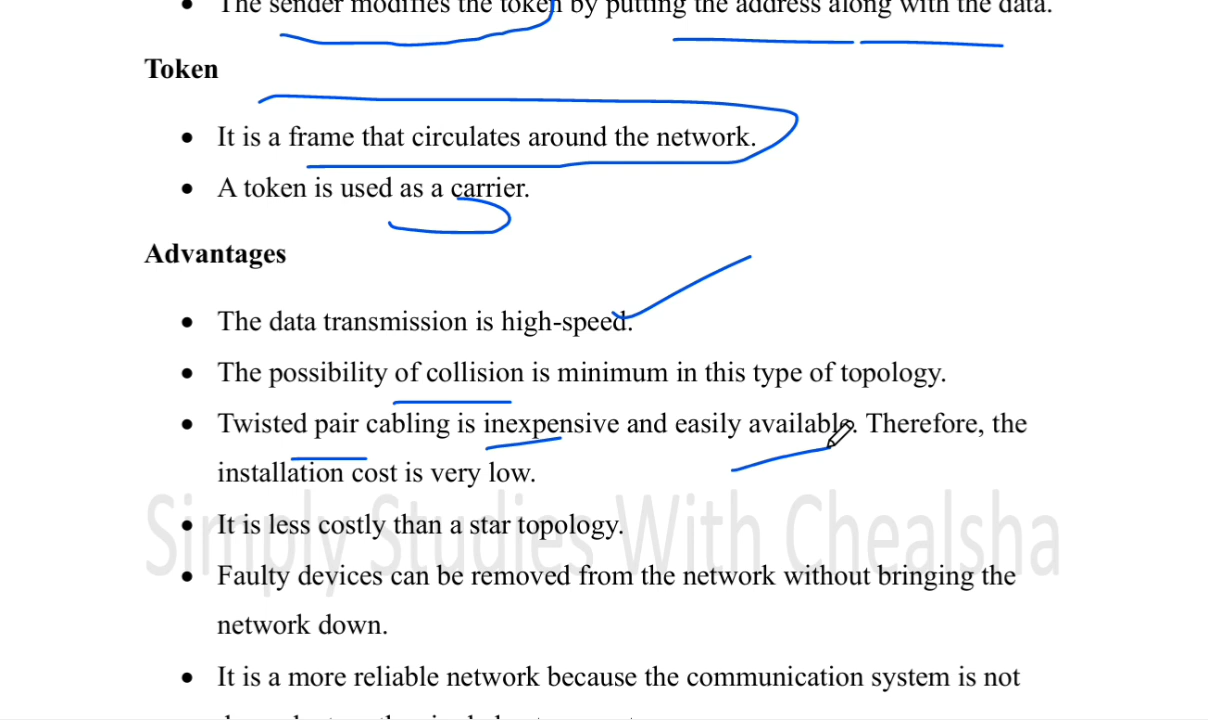 • The sender modifies the token by putting the address along with the data.
Token
• It is a frame that circulates around the network.
• A token is used as a carrier.
Advantages
• The data transmission is high-speed.
• The possibility of collision is minimum in this type of topology.
• Twisted pair cabling is inexpensive and easily available. Therefore, the
installation cost is very low.
Simply Studies With Chealsha
• It is less costly than a star topology.
• Faulty devices can be removed from the network without bringing the
network down.
• It is a more reliable network because the communication system is not